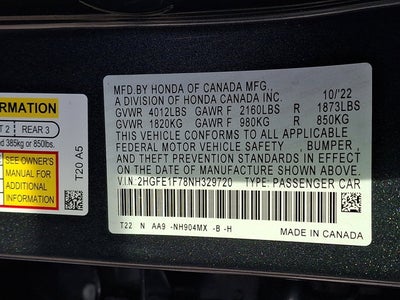 MFD.BY HONDA OF CANADA MFG., 10/'22
A DIVISION OF HONDA CANADA INC.
GVWR 4012LBS GAWR F 2160LBS R 1873LBS
GVWR 1820KG GAWR F 980KG R 850KG
THIS VEHICLE CONFORMS TO ALL APPLICABLE
FEDERAL MOTOR VEHICLE SAFETY , BUMPER ,
AND THEFT PREVENTION STANDARDS IN EFFECT
ON THE DATE OF MANUFACTURE SHOWN ABOVE.
V.I.N. 2HGFE1F78NH329720 TYPE: PASSENGER CAR
T22 N AA9 -NH904MX -B -H
MADE IN CANADA
FORMATION
T 2 REAR 3
d 385kg or 850lbs.
SEE OWNER'S
MANUAL FOR
ADDITIONAL
INFORMATION
T20 A5